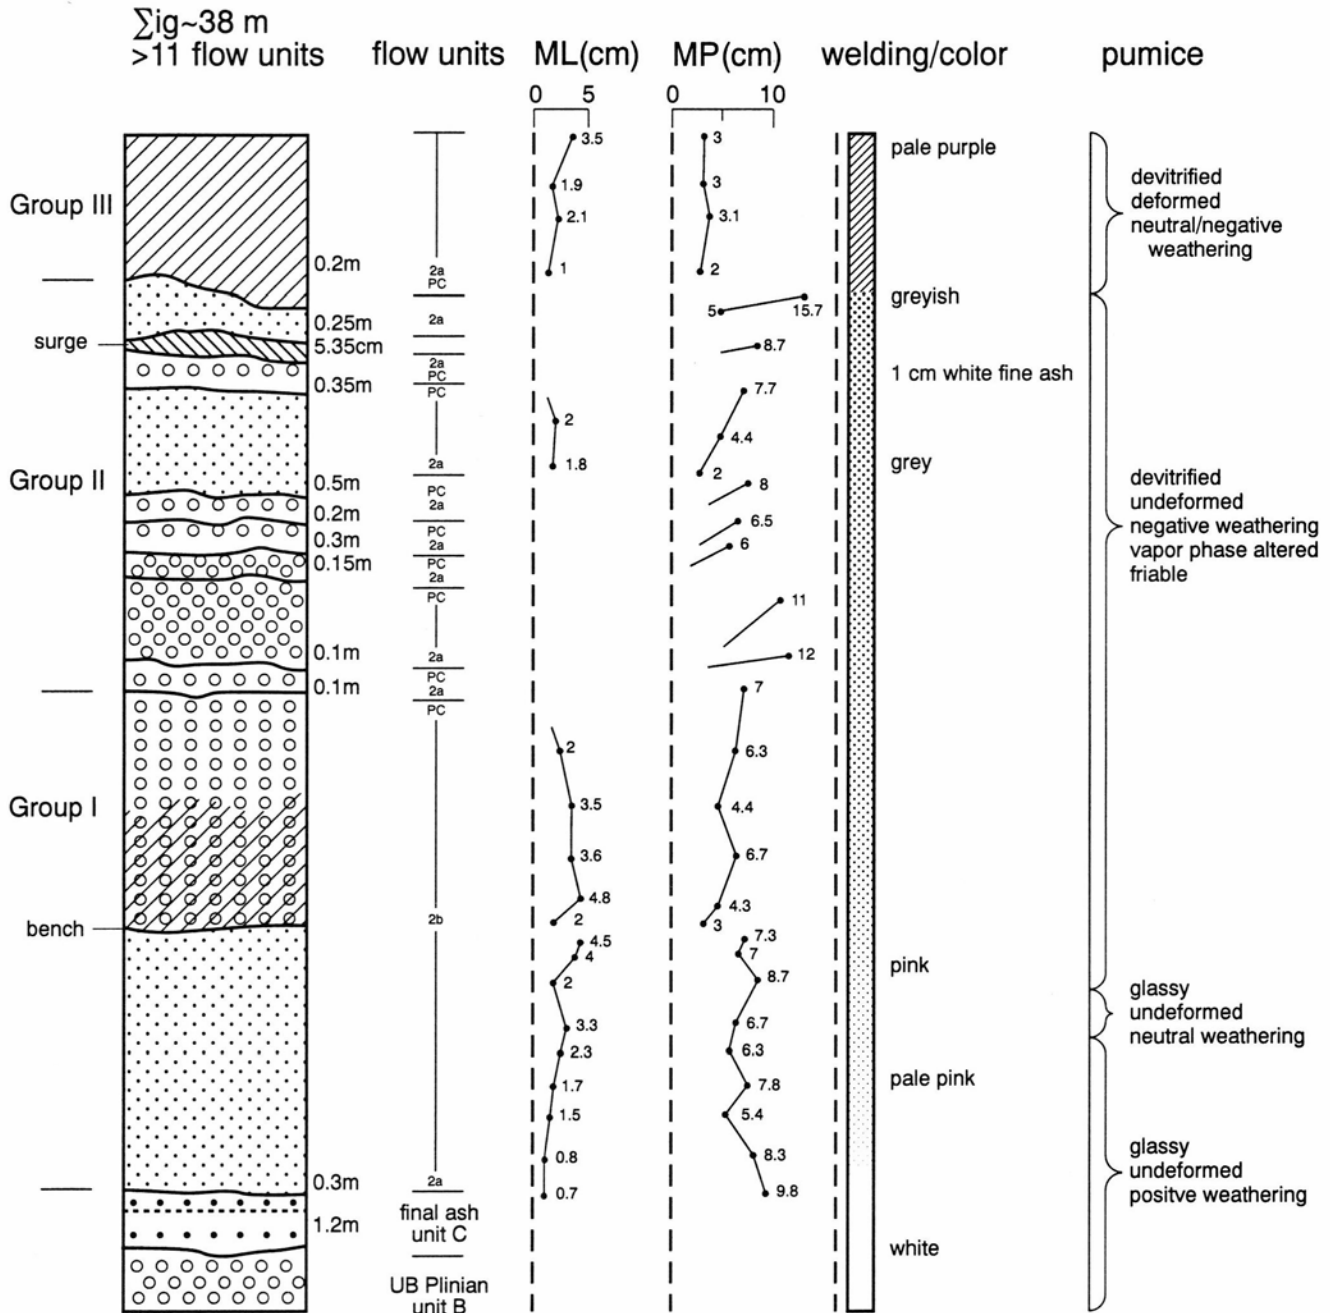 ∑ig~38 m
>11 flow units
flow units
ML(cm)
MP(cm)
welding/color
pumice
0 5
0 10
Group III
surge
Group II
Group I
bench
0.2m
0.25m
5.35cm
0.35m
0.5m
0.2m
0.3m
0.15m
0.1m
0.1m
0.3m
1.2m
2a
PC
2a
2a
PC
PC
2a
PC
2a
PC
2a
PC
2a
PC
2a
PC
2a
PC
2b
2a
final ash
unit C
UB Plinian
unit B
3.5
1.9
2.1
1
2
1.8
2
3.5
3.6
4.8
2
4.5
4
2
3.3
2.3
1.7
1.5
0.8
0.7
3
3
3.1
2
5
15.7
8.7
7.7
4.4
2
8
6.5
6
11
12
7
6.3
4.4
6.7
4.3
3
7.3
7
8.7
6.7
6.3
7.8
5.4
8.3
9.8
pale purple
greyish
1 cm white fine ash
grey
pink
pale pink
white
devitrified
deformed
neutral/negative
weathering
devitrified
undeformed
negative weathering
vapor phase altered
friable
glassy
undeformed
neutral weathering
glassy
undeformed
positve weathering